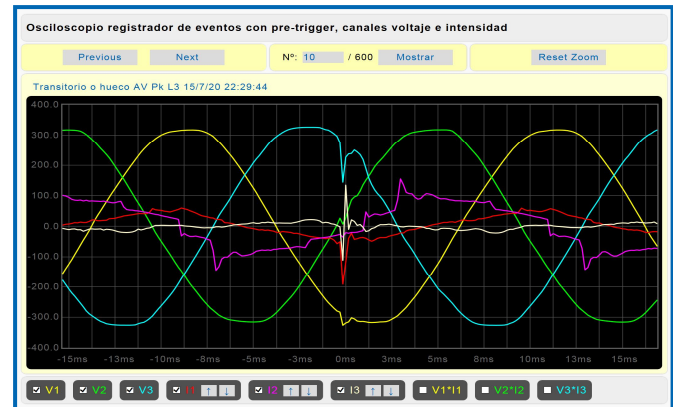 Osciloscopio registrador de eventos con pre-trigger, canales voltaje e intensidad
Previous Next Nº: 10 / 600 Mostrar Reset Zoom
Transitorio o hueco AV Pk L3 15/7/20 22:29:44
400.0
300.0
200.0
100.0
0.0
-100.0
-200.0
-300.0
-400.0
-15ms -13ms -10ms -8ms -5ms -3ms 0ms 3ms 5ms 8ms 10ms 13ms 15ms
V1 V2 V3 I1 ↑ ↓ I2 ↑ ↓ I3 ↑ ↓ V1*I1 V2*I2 V3*I3